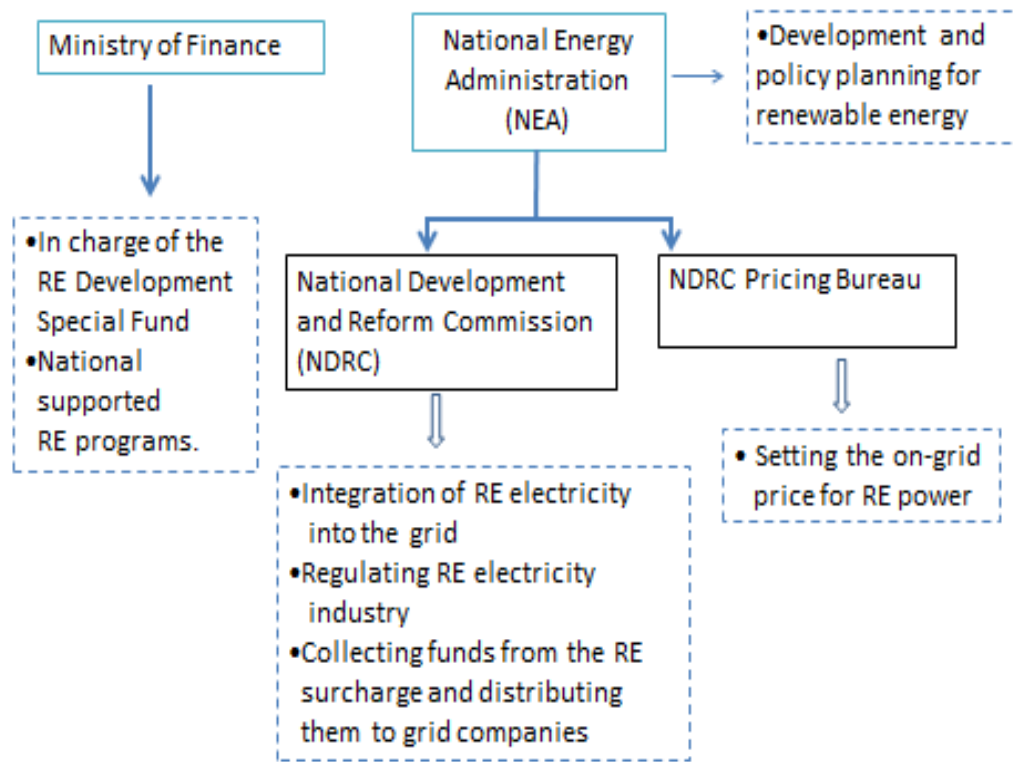 Ministry of Finance
National Energy
Administration
(NEA)
•Development and
policy planning for
renewable energy
•In charge of the
RE Development
Special Fund
•National
supported
RE programs.
National Development
and Reform Commission
(NDRC)
NDRC Pricing Bureau
•Integration of RE electricity
into the grid
•Regulating RE electricity
industry
•Collecting funds from the RE
surcharge and distributing
them to grid companies
• Setting the on-grid
price for RE power